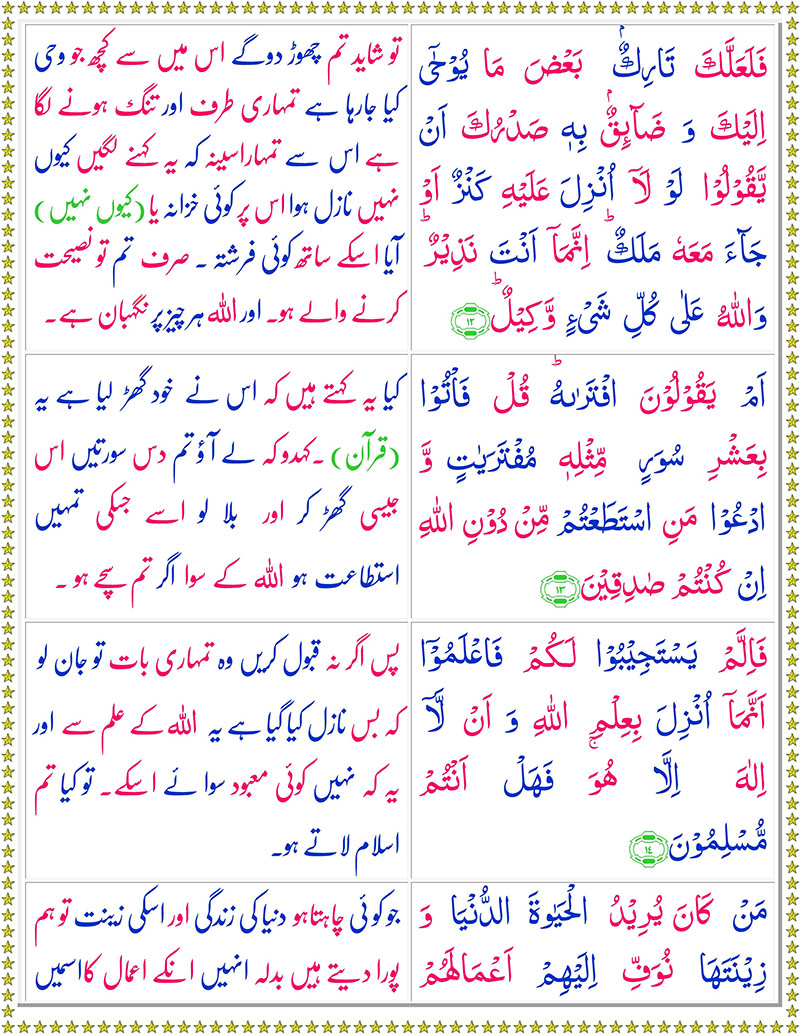 فَلَعَلَّكَ تَارِكٌۢ بَعْضَ مَا يُوْحٰٓى
اِلَيْكَ وَ ضَآئِقٌۢ بِهٖ صَدْرُكَ اَنْ
يَّقُوْلُوْا لَوْ لَاۤ اُنْزِلَ عَلَيْهِ كَنْزٌ اَوْ
جَآءَ مَعَهٗ مَلَكٌ ؕ اِنَّمَاۤ اَنْتَ نَذِيْرٌ ؕ
وَاللّٰهُ عَلٰى كُلِّ شَىْءٍ وَّكِيْلٌ ؕ ﴿۱۲﴾
تو شاید تم چھوڑ دوگے اس میں سے کچھ جو وحی
کیا جارہا ہے تمہاری طرف اور تنگ ہونے لگا
ہے اس سے تمہاراسینہ کہ یہ کہنے لگیں کیوں
نہیں نازل ہوا اس پر کوئی خزانہ یا (کیوں نہیں)
آیا اسکے ساتھ کوئی فرشتہ ۔ صرف تم تو نصیحت
کرنے والے ہو۔ اور اللہ ہر چیز پر نگہبان ہے۔
اَمْ يَقُوْلُوْنَ افْتَرٰٮهُ ؕ قُلْ فَاْتُوْا
بِعَشْرِ سُوَرٍ مِّثْلِهٖ مُفْتَرَيٰتٍ وَّ
ادْعُوْا مَنِ اسْتَطَعْتُمْ مِّنْ دُوْنِ اللّٰهِ
اِنْ كُنْتُمْ صٰدِقِيْنَ ﴿۱۳﴾
کیا یہ کہتے ہیں کہ اس نے خود گھڑ لیا ہے یہ
(قرآن) ۔کہدو کہ لے آؤ تم دس سورتیں اس
جیسی گھڑ کر اور بلا لو اسے جسکی تمہیں
استطاعت ہو اللہ کے سوا اگر تم سچے ہو ۔
فَاِلَّمْ يَسْتَجِيْبُوْا لَكُمْ فَاعْلَمُوْۤا
اَنَّمَاۤ اُنْزِلَ بِعِلْمِ اللّٰهِ وَ اَنْ لَّاۤ
اِلٰهَ اِلَّا هُوَ ۚ فَهَلْ اَنْتُمْ
مُّسْلِمُوْنَ ﴿۱۴﴾
پس اگر نہ قبول کریں وہ تمہاری بات تو جان لو
کہ بس نازل کیا گیا ہے یہ اللہ کے علم سے اور
یہ کہ نہیں کوئی معبود سوائے اسکے۔ تو کیا تم
اسلام لاتے ہو۔
مَنْ كَانَ يُرِيْدُ الْحَيٰوةَ الدُّنْيَا وَ
زِيْنَتَهَا نُوَفِّ اِلَيْهِمْ اَعْمَالَهُمْ
جو کوئی چاہتاہو دنیا کی زندگی اور اسکی زینت تو ہم
پورا دیتے ہیں بدلہ انہیں انکے اعمال کا اسمیں